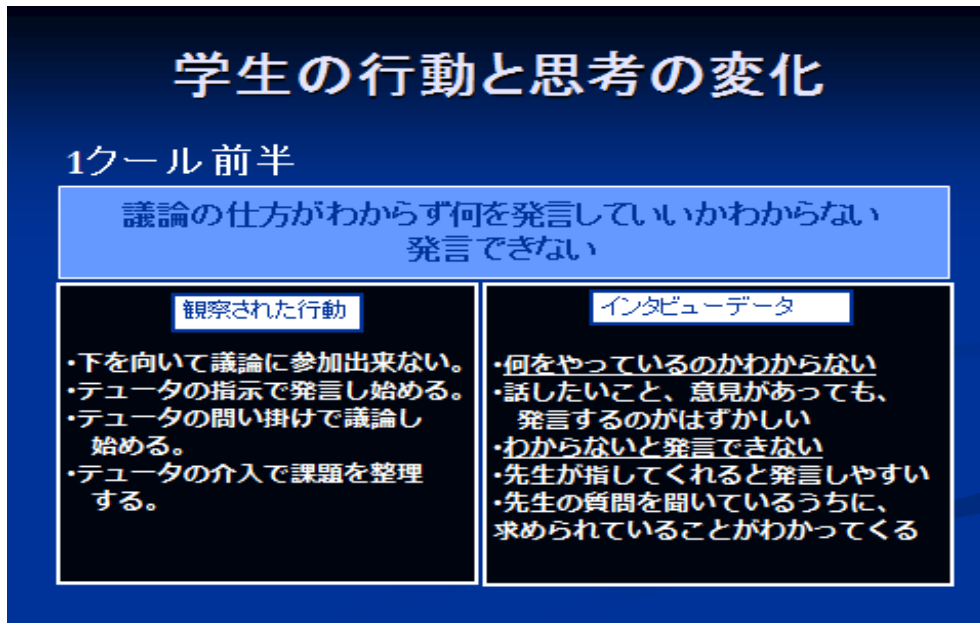 学生の行動と思考の変化
1クール前半
議論の仕方がわからず何を発言していいかわからない
発言できない
観察された行動
・下を向いて議論に参加出来ない。
・テュータの指示で発言し始める。
・テュータの問い掛けで議論し
始める。
・テュータの介入で課題を整理
する。
インタビューデータ
・何をやっているのかわからない
・話したいこと、意見があっても、
発言するのがはずかしい
・わからないと発言できない
・先生が指してくれると発言しやすい
・先生の質問を聞いているうちに、
求められていることがわかってくる